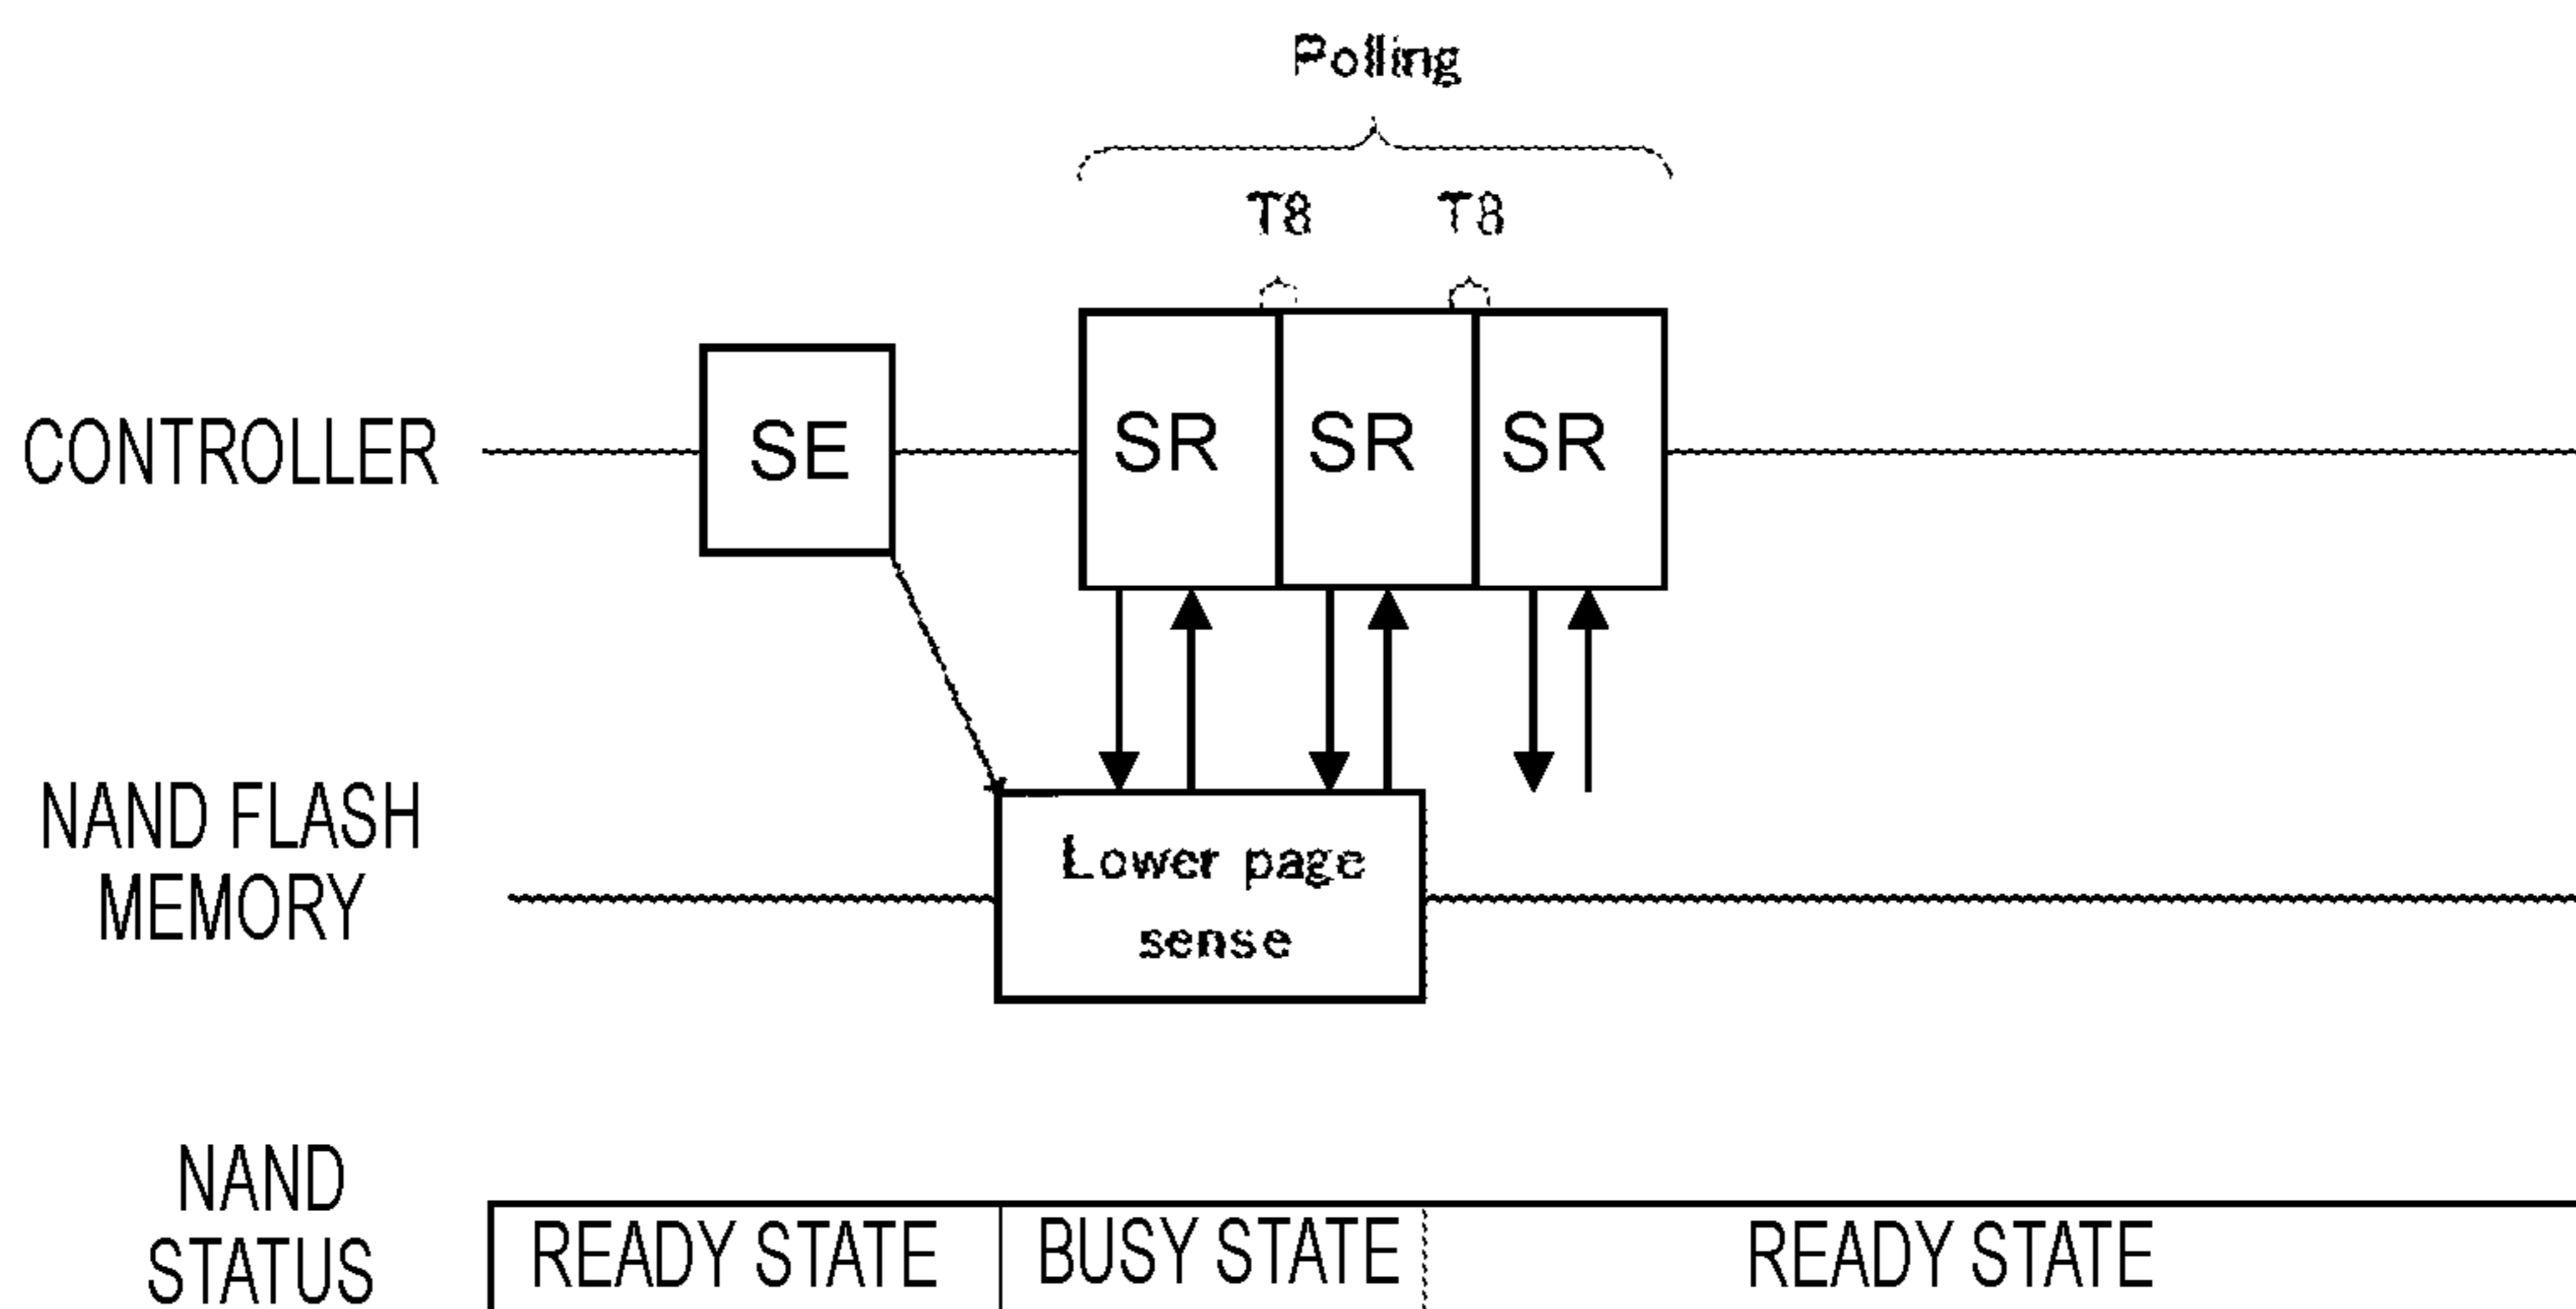 Polling
T8 T8
CONTROLLER
SE
SR SR SR
NAND FLASH
MEMORY
Lower page
sense
NAND
STATUS
READY STATE BUSY STATE READY STATE